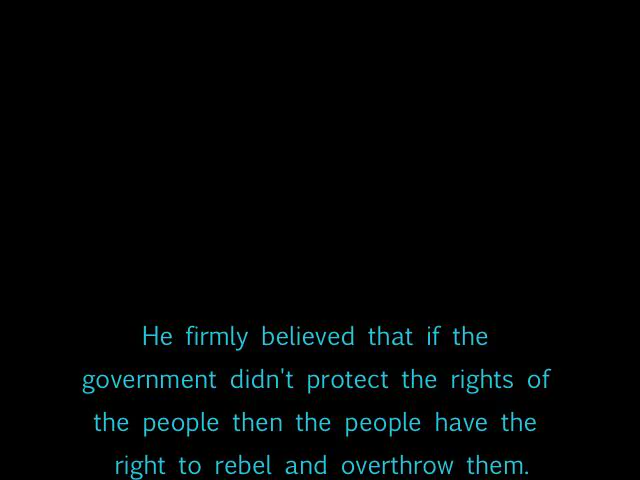 He firmly believed that if the
government didn't protect the rights of
the people then the people have the
right to rebel and overthrow them.